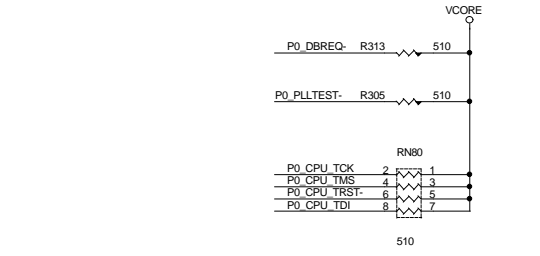 VCORE
P0_DBREQ- R313 510
P0_PLLTEST- R305 510
RN80
P0_CPU_TCK 2 1
P0_CPU_TMS 4 3
P0_CPU_TRST- 6 5
P0_CPU_TDI 8 7
510